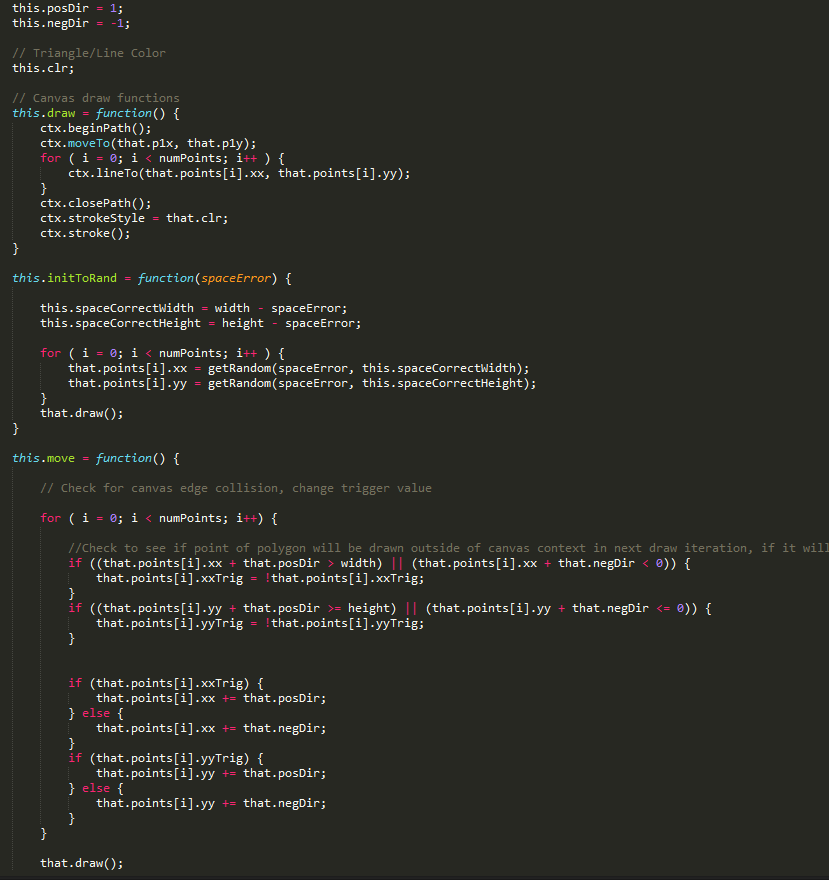 this.posDir = 1;
this.negDir = -1;
// Triangle/Line Color
this.clr;
// Canvas draw functions
this.draw = function() {
ctx.beginPath();
ctx.moveTo(that.p1x, that.p1y);
for ( i = 0; i < numPoints; i++ ) {
ctx.lineTo(that.points[i].xx, that.points[i].yy);
}
ctx.closePath();
ctx.strokeStyle = that.clr;
ctx.stroke();
}
this.initToRand = function(spaceError) {
this.spaceCorrectWidth = width - spaceError;
this.spaceCorrectHeight = height - spaceError;
for ( i = 0; i < numPoints; i++ ) {
that.points[i].xx = getRandom(spaceError, this.spaceCorrectWidth);
that.points[i].yy = getRandom(spaceError, this.spaceCorrectHeight);
}
that.draw();
}
this.move = function() {
// Check for canvas edge collision, change trigger value
for ( i = 0; i < numPoints; i++) {
//Check to see if point of polygon will be drawn outside of canvas context in next draw iteration, if it will
if ((that.points[i].xx + that.posDir > width) || (that.points[i].xx + that.negDir < 0)) {
that.points[i].xxTrig = !that.points[i].xxTrig;
}
if ((that.points[i].yy + that.posDir >= height) || (that.points[i].yy + that.negDir <= 0)) {
that.points[i].yyTrig = !that.points[i].yyTrig;
}
if (that.points[i].xxTrig) {
that.points[i].xx += that.posDir;
} else {
that.points[i].xx += that.negDir;
}
if (that.points[i].yyTrig) {
that.points[i].yy += that.posDir;
} else {
that.points[i].yy += that.negDir;
}
}
that.draw();